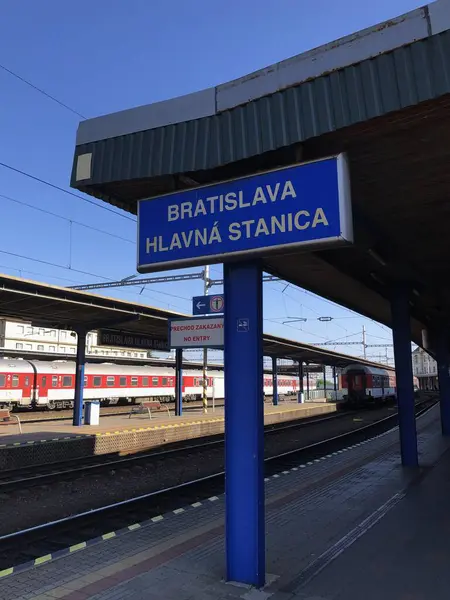 BRATISLAVA
HLAVNÁ STANICA
PRECHOD ZAKÁZANÝ
NO ENTRY